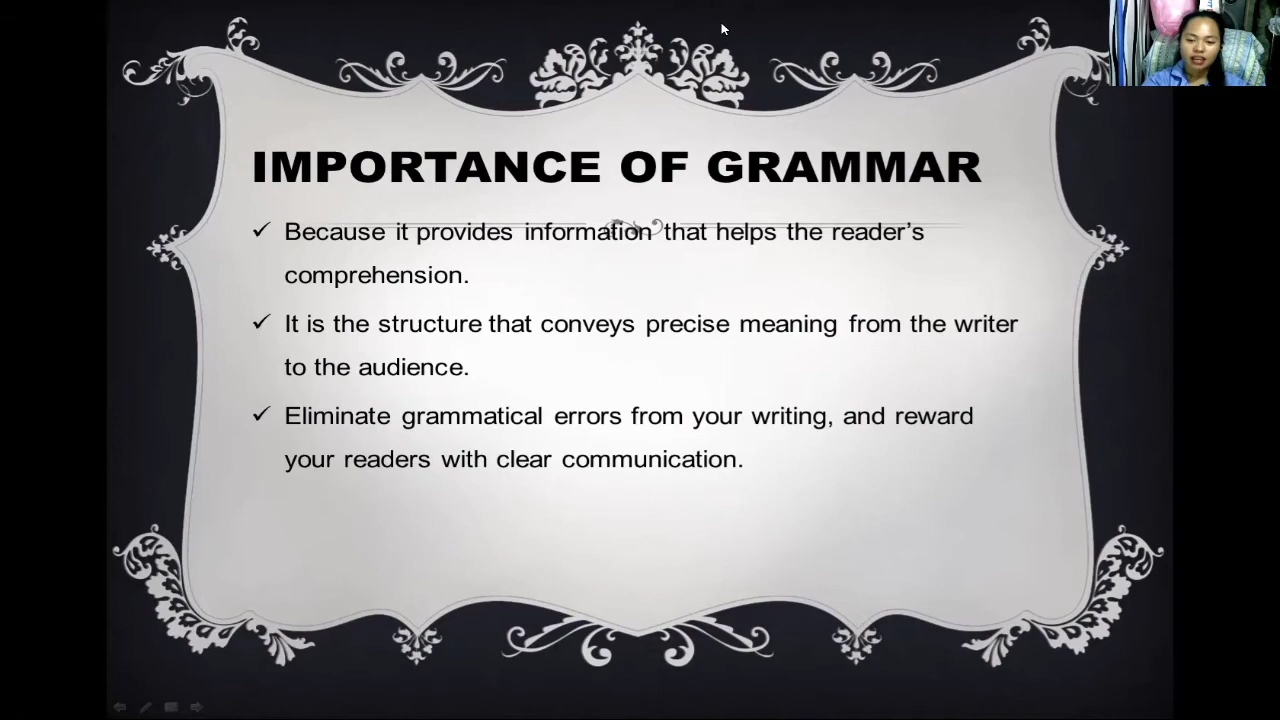 IMPORTANCE OF GRAMMAR
✓ Because it provides information that helps the reader's
comprehension.
✓ It is the structure that conveys precise meaning from the writer
to the audience.
✓ Eliminate grammatical errors from your writing, and reward
your readers with clear communication.